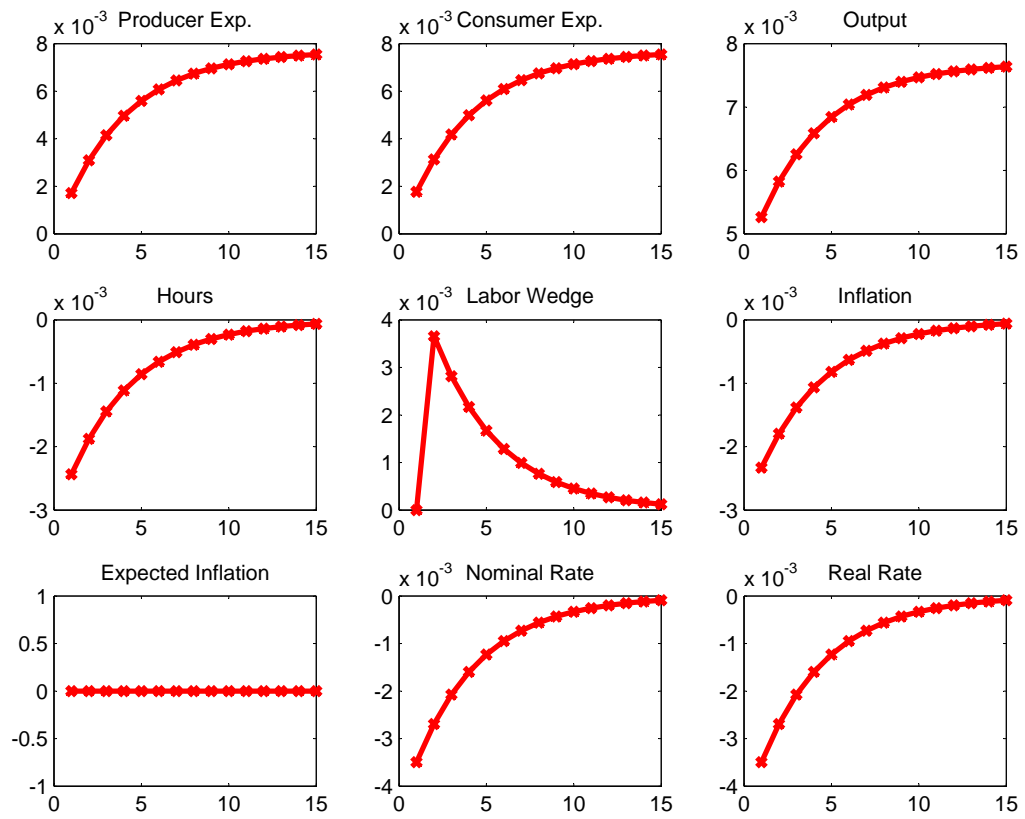 x 10-3 Producer Exp.
8
6
4
2
0
0 5 10 15
x 10-3 Consumer Exp.
8
6
4
2
0
0 5 10 15
x 10-3 Output
8
7
6
5
0 5 10 15
x 10-3 Hours
0
-1
-2
-3
0 5 10 15
x 10-3 Labor Wedge
4
3
2
1
0
0 5 10 15
x 10-3 Inflation
0
-1
-2
-3
0 5 10 15
Expected Inflation
1
0.5
0
-0.5
-1
0 5 10 15
x 10-3 Nominal Rate
0
-1
-2
-3
-4
0 5 10 15
x 10-3 Real Rate
0
-1
-2
-3
-4
0 5 10 15